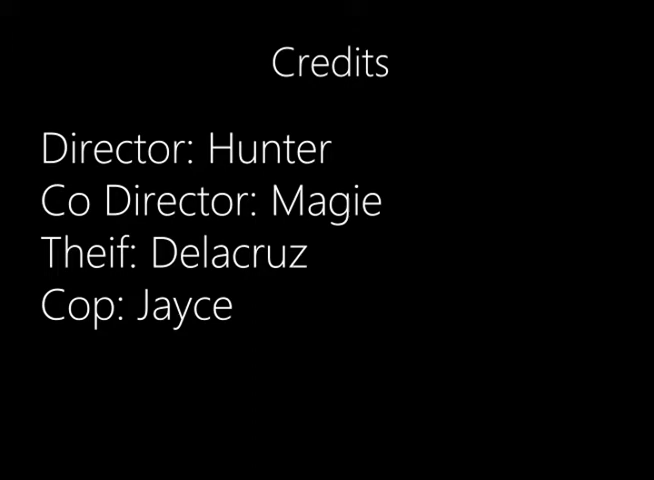 Credits
Director: Hunter
Co Director: Magie
Theif: Delacruz
Cop: Jayce